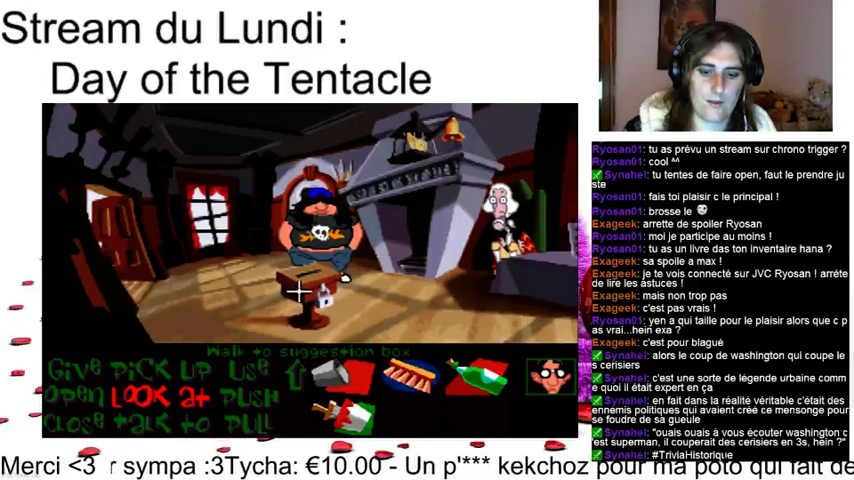 Stream du Lundi :
Day of the Tentacle
Ryosan01: tu as prévu un stream sur chrono trigger ?
Ryosan01: cool ^^
Synahel: tu tentes de faire open, faut le prendre ju
ste
Ryosan01: fais toi plaisir c le principal !
Ryosan01: brosse le
Exageek: arrette de spoiler Ryosan
Ryosan01: moi je participe au moins !
Ryosan01: tu as un livre das ton inventaire hana ?
Exageek: sa spoile a max !
Exageek: je te vois connecté sur JVC Ryosan ! arrête
de lire les astuces !
Exageek: mais non trop pas
Exageek: c'est pas vrais !
Ryosan01: yen a qui taille pour le plaisir alors que c p
as vrai...hein exa ?
Exageek: c'est pour blagué
Synahel: alors le coup de washington qui coupe le
s cerisiers
Synahel: c'est une sorte de légende urbaine comm
e quoi il était expert en ça
Synahel: en fait dans la réalité véritable c'était des
ennemis politiques qui avaient créé ce mensonge pour
se foudre de sa gueule
Synahel: "ouais ouais à vous écouter washington c
'est superman, il couperait des cerisiers en 3s, hein ?"
Synahel: #TriviaHistorique
Walk to suggestion box
Give Pick up Use
Open Look at Push
Close Talk to Pull
Merci <3 r sympa :3Tycha: €10.00 - Un p'*** kekchoz pour ma poto qui fait de